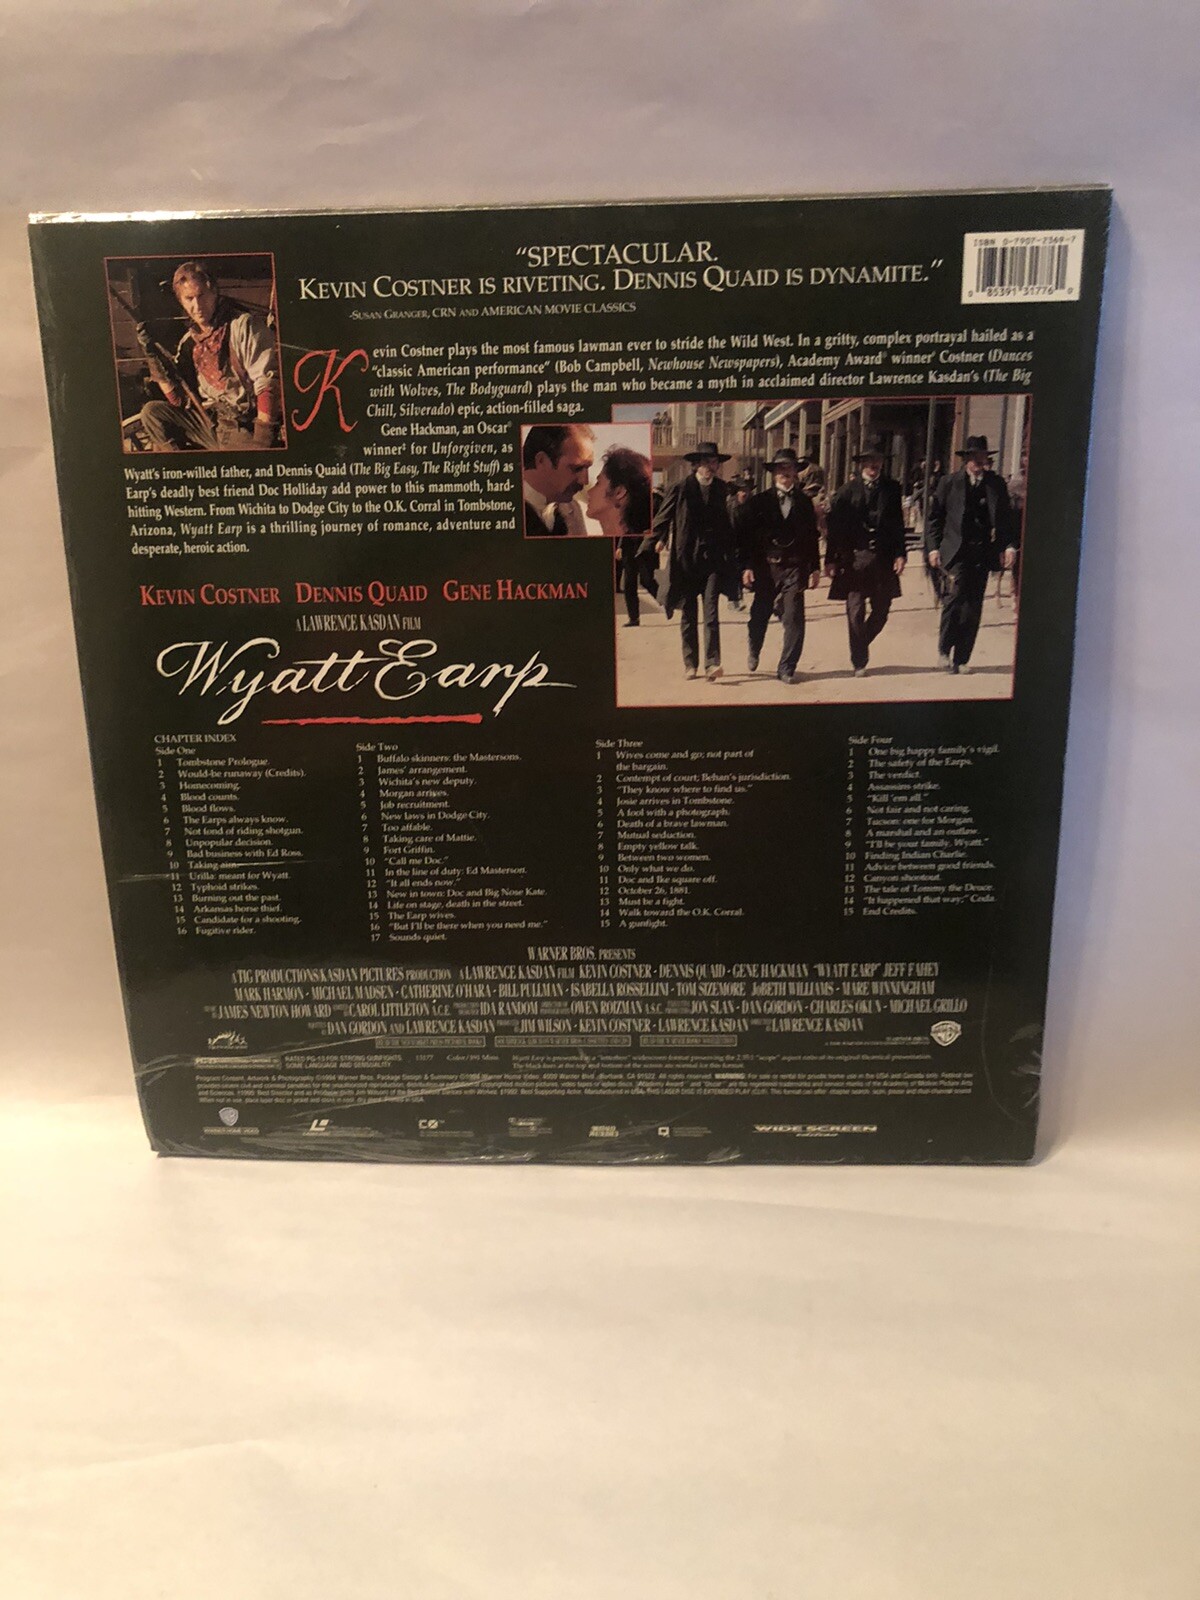 "SPECTACULAR.
KEVIN COSTNER IS RIVETING. DENNIS QUAID IS DYNAMITE."
-SUSAN GRANGER, CRN AND AMERICAN MOVIE CLASSICS
ISBN 0-7907-2369-7
0 85391 31776 0
Kevin Costner plays the most famous lawman ever to stride the Wild West. In a gritty, complex portrayal hailed as a
"classic American performance" (Bob Campbell, Newhouse Newspapers), Academy Award® winner Costner (Dances
with Wolves, The Bodyguard) plays the man who became a myth in acclaimed director Lawrence Kasdan's (The Big
Chill, Silverado) epic, action-filled saga.
Gene Hackman, an Oscar®
winner‡ for Unforgiven, as
Wyatt's iron-willed father, and Dennis Quaid (The Big Easy, The Right Stuff) as
Earp's deadly best friend Doc Holliday add power to this mammoth, hard-
hitting Western. From Wichita to Dodge City to the O.K. Corral in Tombstone,
Arizona, Wyatt Earp is a thrilling journey of romance, adventure and
desperate, heroic action.
KEVIN COSTNER DENNIS QUAID GENE HACKMAN
A LAWRENCE KASDAN FILM
Wyatt Earp
CHAPTER INDEX
Side One
1 Tombstone Prologue.
2 Would-be runaway (Credits).
3 Homecoming.
4 Blood counts.
5 Blood flows.
6 The Earps always know.
7 Not fond of riding shotgun.
8 Unpopular decision.
9 Bad business with Ed Ross.
10 Taking aim
11 Urilla: meant for Wyatt.
12 Typhoid strikes.
13 Burning out the past.
14 Arkansas horse thief.
15 Candidate for a shooting.
16 Fugitive rider.
Side Two
1 Buffalo skinners: the Mastersons.
2 James' arrangement.
3 Wichita's new deputy.
4 Morgan arrives.
5 Job recruitment.
6 New laws in Dodge City.
7 Too affable.
8 Taking care of Mattie.
9 Fort Griffin.
10 "Call me Doc."
11 In the line of duty: Ed Masterson.
12 "It all ends now."
13 New in town: Doc and Big Nose Kate.
14 Life on stage, death in the street.
15 The Earp wives.
16 "But I'll be there when you need me."
17 Sounds quiet.
Side Three
1 Wives come and go; not part of
the bargain.
2 Contempt of court; Behan's jurisdiction.
3 "They know where to find us."
4 Josie arrives in Tombstone.
5 A fool with a photograph.
6 Death of a brave lawman.
7 Mutual seduction.
8 Empty yellow talk.
9 Between two women.
10 Only what we do.
11 Doc and Ike square off.
12 October 26, 1881.
13 Must be a fight.
14 Walk toward the O.K. Corral.
15 A gunfight.
Side Four
1 One big happy family's vigil.
2 The safety of the Earps.
3 The verdict.
4 Assassins strike.
5 "Kill 'em all."
6 Not fair and not caring.
7 Tucson: one for Morgan.
8 A marshal and an outlaw.
9 "I'll be your family, Wyatt."
10 Finding Indian Charlie.
11 Advice between good friends.
12 Canyon shootout.
13 The tale of Tommy the Deuce.
14 "It happened that way;" Coda.
15 End Credits.
WARNER BROS. PRESENTS
A TIG PRODUCTIONS/KASDAN PICTURES PRODUCTION A LAWRENCE KASDAN FILM KEVIN COSTNER · DENNIS QUAID · GENE HACKMAN "WYATT EARP" JEFF FAHEY
MARK HARMON · MICHAEL MADSEN · CATHERINE O'HARA · BILL PULLMAN · ISABELLA ROSSELLINI · TOM SIZEMORE JoBETH WILLIAMS · MARE WINNINGHAM
JAMES NEWTON HOWARD CAROL LITTLETON A.C.E. IDA RANDOM OWEN ROIZMAN A.S.C. JON SLAN · DAN GORDON · CHARLES OKUN · MICHAEL GRILLO
DAN GORDON AND LAWRENCE KASDAN JIM WILSON · KEVIN COSTNER · LAWRENCE KASDAN LAWRENCE KASDAN
RATED PG-13 FOR STRONG GUNFIGHTS,
SOME LANGUAGE AND SENSUALITY
Color/191 Mins.
WIDE SCREEN